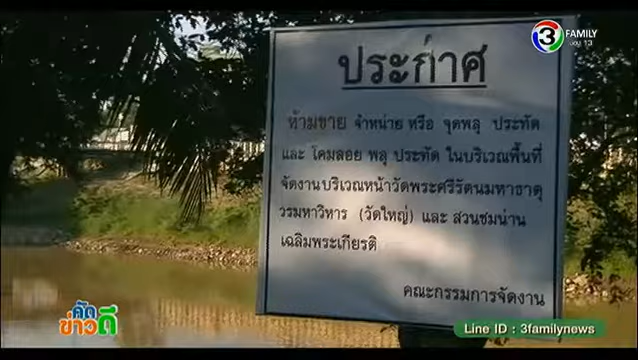 3 FAMILY
ประกาศ
ห้ามขาย จำหน่าย หรือ จุดพลุ ประทัด
และ โคมลอย พลุ ประทัด ในบริเวณพื้นที่
จัดงานบริเวณหน้าวัดพระศรีรัตนมหาธาตุ
วรมหาวิหาร (วัดใหญ่) และ สวนชมน่าน
เฉลิมพระเกียรติ
คณะกรรมการจัดงาน
คัด
ข่าวดี
Line ID : 3familynews